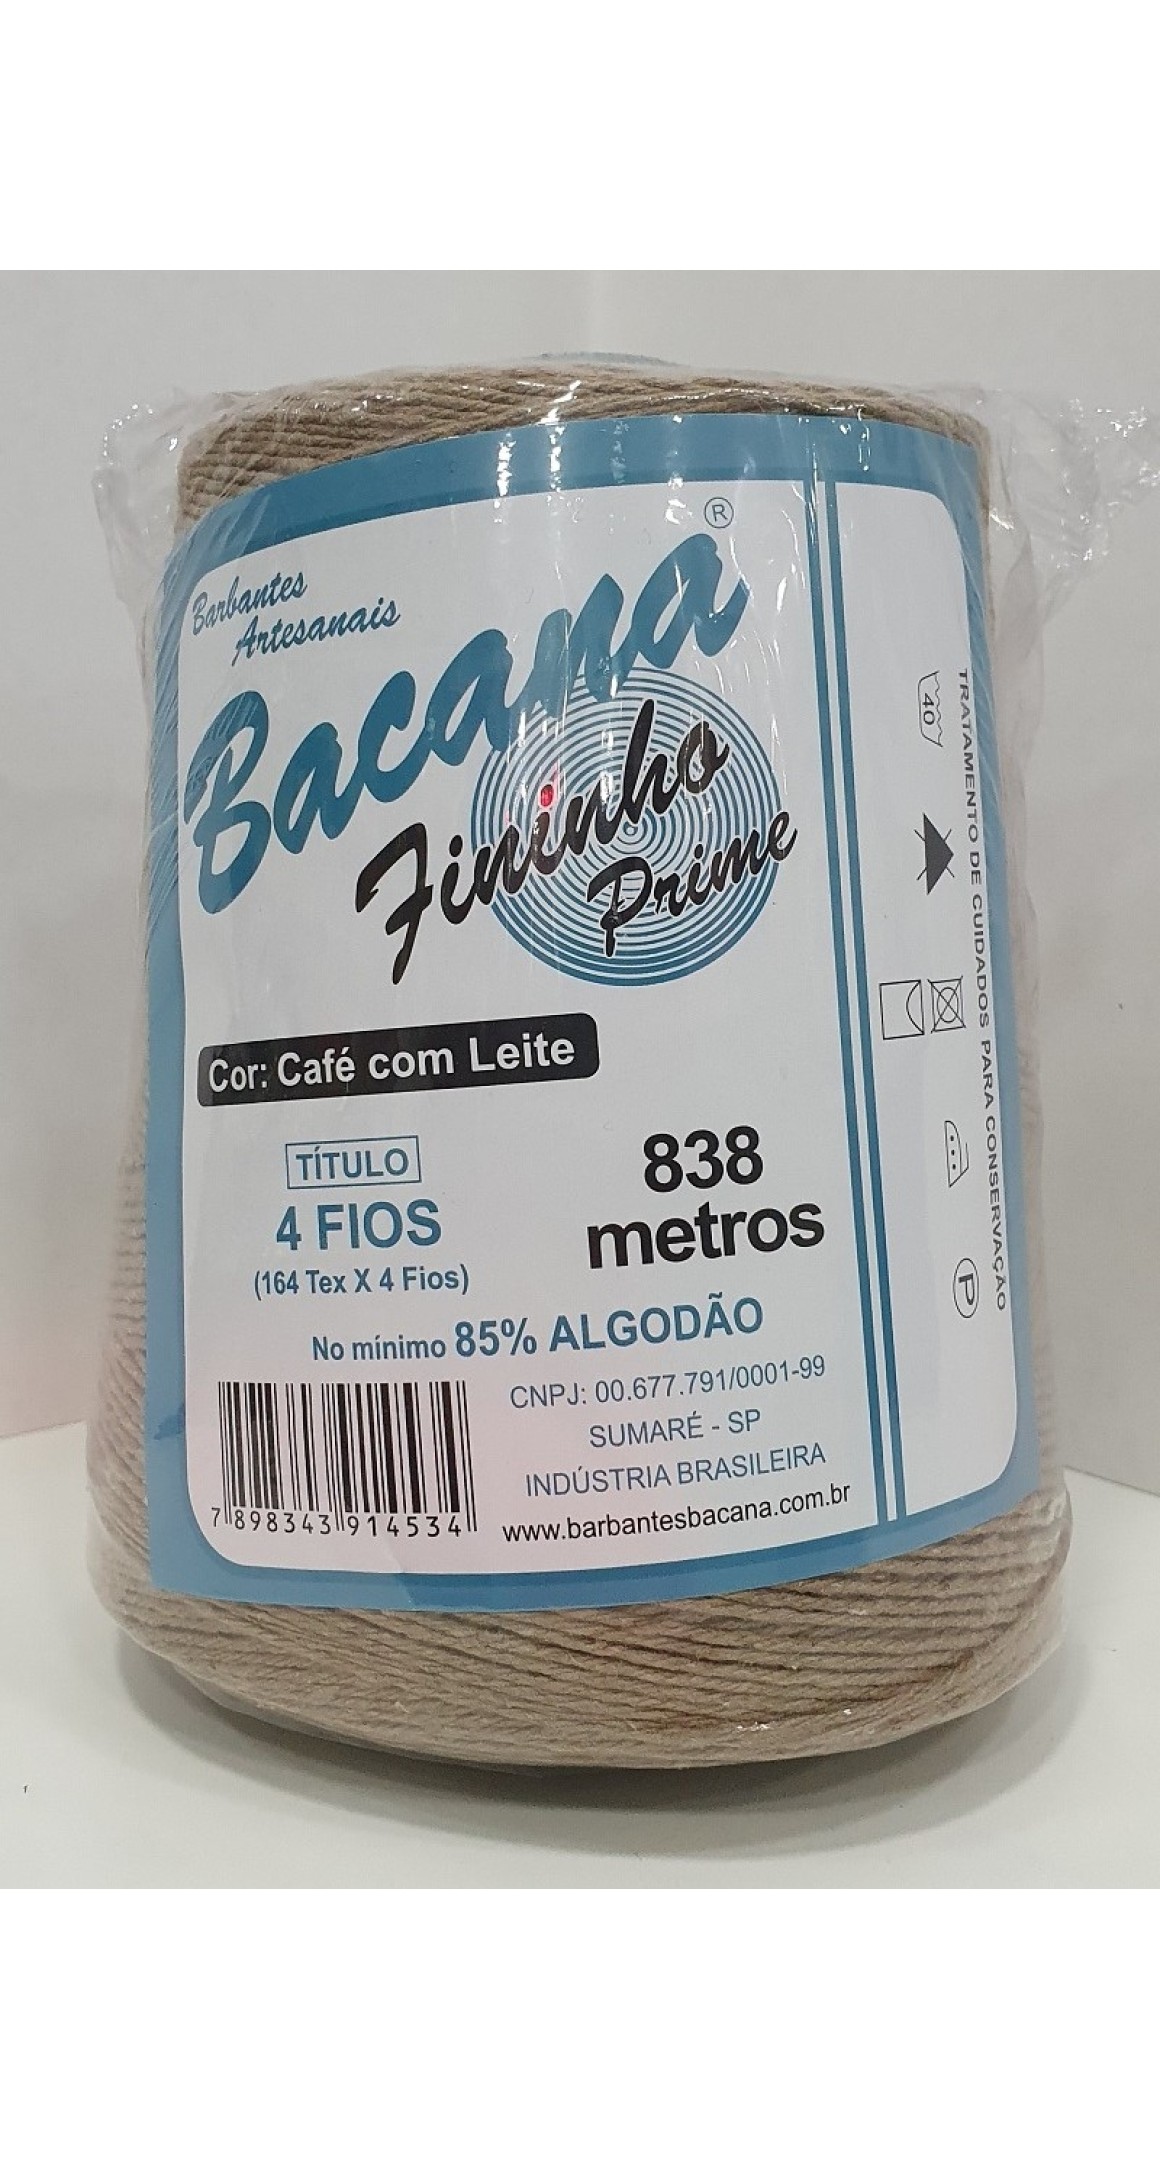 Barbantes
Artesanais
Bacana®
Fininho
Prime
Cor: Café com Leite
TÍTULO
4 FIOS
(164 Tex X 4 Fios)
838
metros
No mínimo 85% ALGODÃO
CNPJ: 00.677.791/0001-99
SUMARÉ - SP
INDÚSTRIA BRASILEIRA
www.barbantesbacana.com.br
7 898343 914534
TRATAMENTO DE CUIDADOS PARA CONSERVAÇÃO
40
P